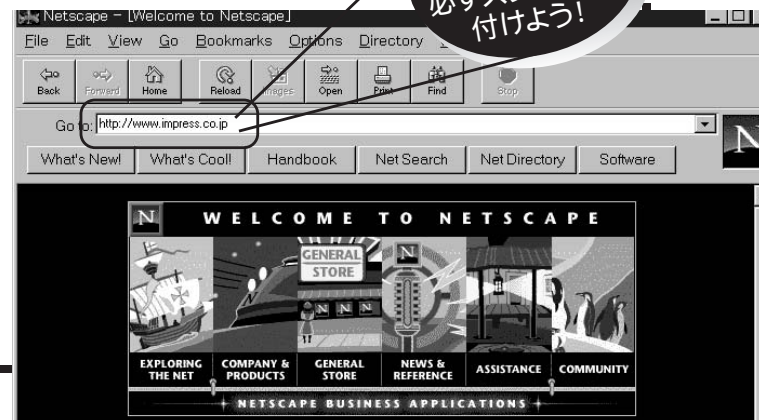 Netscape - [Welcome to Netscape]
必ず
付けよう!
File Edit View Go Bookmarks Options Directory
Back Forward Home Reload Images Open Print Find Stop
Go to: http://www.impress.co.jp
N
What's New! What's Cool! Handbook Net Search Net Directory Software
N WELCOME TO NETSCAPE
GENERAL
STORE
N
N N N
EXPLORING
THE NET
COMPANY &
PRODUCTS
GENERAL
STORE
NEWS &
REFERENCE
ASSISTANCE
COMMUNITY
NETSCAPE BUSINESS APPLICATIONS